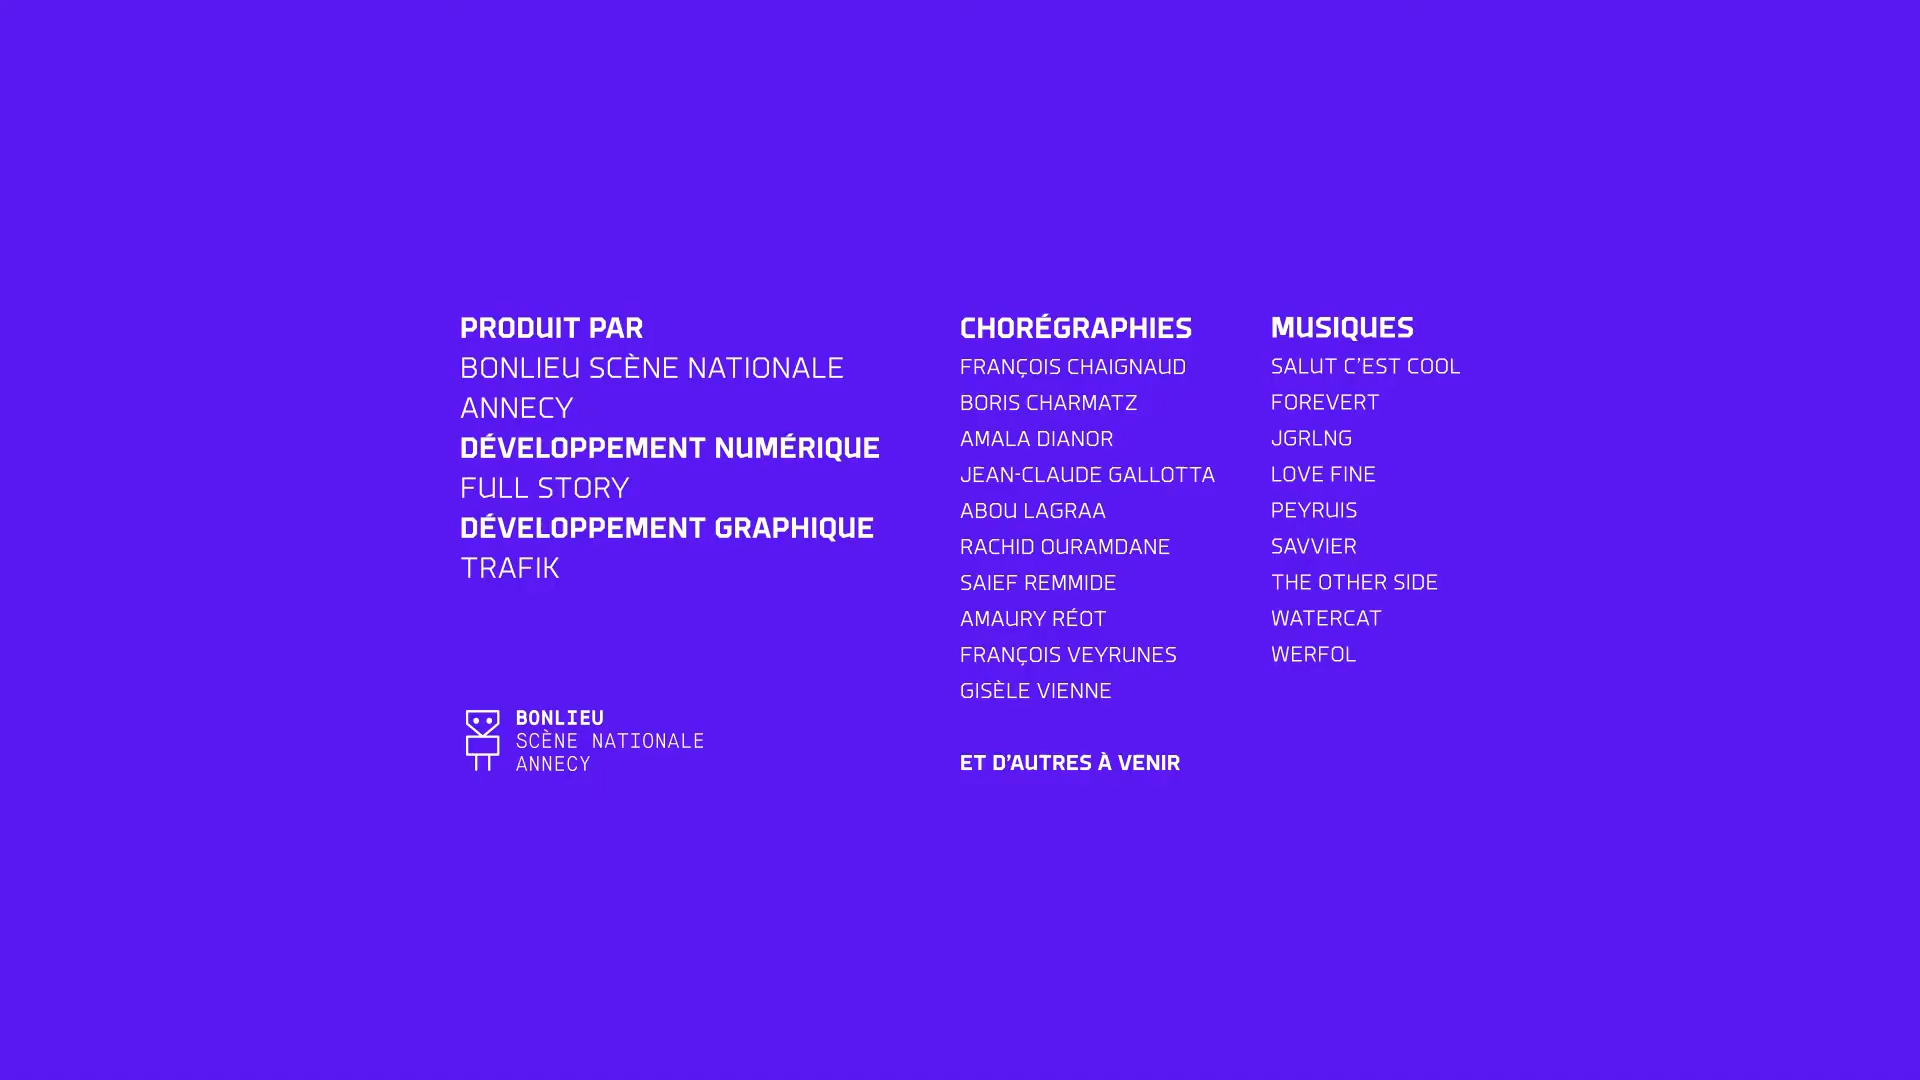 PRODUIT PAR
BONLIEU SCÈNE NATIONALE
ANNECY
DÉVELOPPEMENT NUMÉRIQUE
FULL STORY
DÉVELOPPEMENT GRAPHIQUE
TRAFIK
BONLIEU
SCÈNE NATIONALE
ANNECY
CHORÉGRAPHIES
FRANÇOIS CHAIGNAUD
BORIS CHARMATZ
AMALA DIANOR
JEAN-CLAUDE GALLOTTA
ABOU LAGRAA
RACHID OURAMDANE
SAIEF REMMIDE
AMAURY RÉOT
FRANÇOIS VEYRUNES
GISÈLE VIENNE
ET D’AUTRES À VENIR
MUSIQUES
SALUT C’EST COOL
FOREVERT
JGRLNG
LOVE FINE
PEYRUIS
SAVVIER
THE OTHER SIDE
WATERCAT
WERFOL